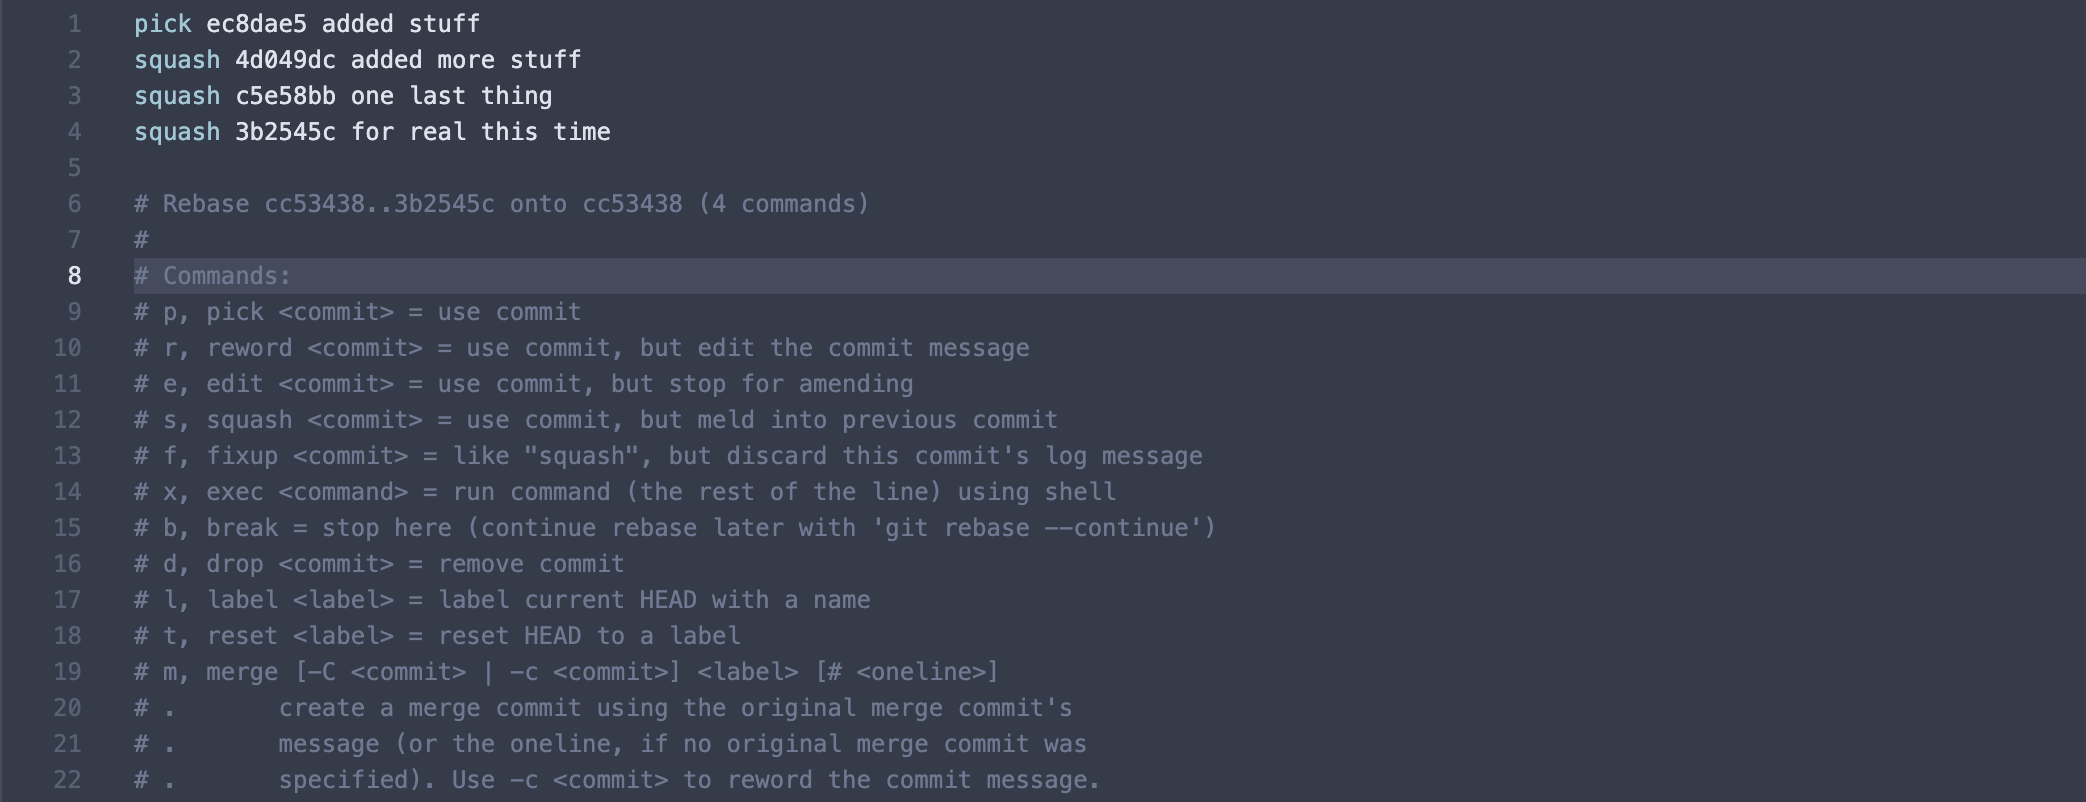 1 pick ec8dae5 added stuff
2 squash 4d049dc added more stuff
3 squash c5e58bb one last thing
4 squash 3b2545c for real this time
5
6 # Rebase cc53438..3b2545c onto cc53438 (4 commands)
7 #
8 # Commands:
9 # p, pick <commit> = use commit
10 # r, reword <commit> = use commit, but edit the commit message
11 # e, edit <commit> = use commit, but stop for amending
12 # s, squash <commit> = use commit, but meld into previous commit
13 # f, fixup <commit> = like "squash", but discard this commit's log message
14 # x, exec <command> = run command (the rest of the line) using shell
15 # b, break = stop here (continue rebase later with 'git rebase --continue')
16 # d, drop <commit> = remove commit
17 # l, label <label> = label current HEAD with a name
18 # t, reset <label> = reset HEAD to a label
19 # m, merge [-C <commit> | -c <commit>] <label> [# <oneline>]
20 # .       create a merge commit using the original merge commit's
21 # .       message (or the oneline, if no original merge commit was
22 # .       specified). Use -c <commit> to reword the commit message.